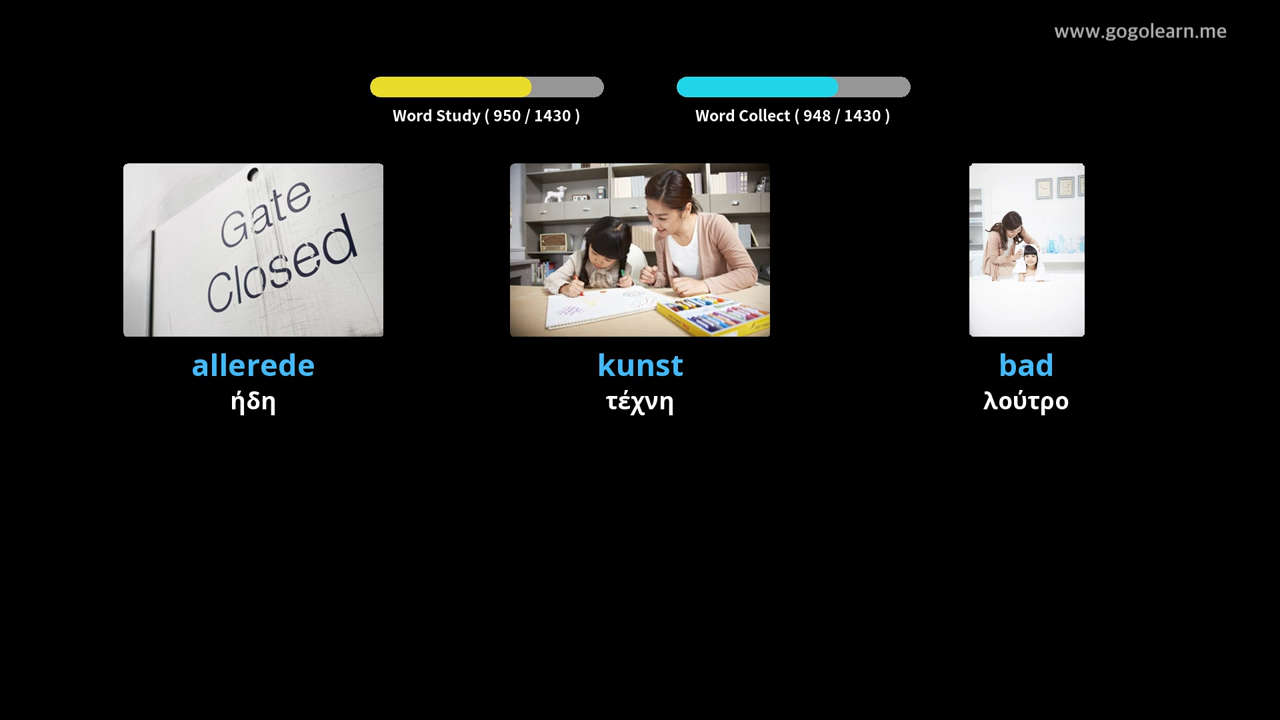 www.gogolearn.me
Word Study ( 950 / 1430 )
Word Collect ( 948 / 1430 )
Gate
Closed
allerede
ήδη
kunst
τέχνη
bad
λούτρο